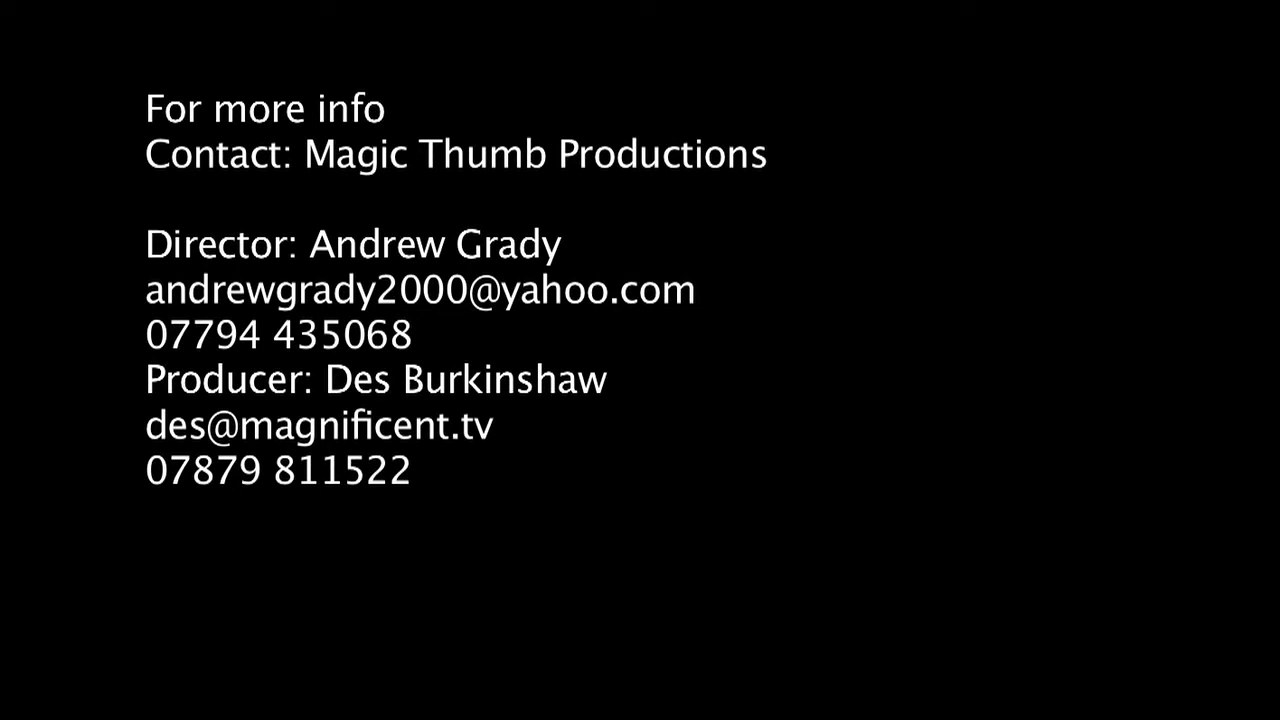 For more info
Contact: Magic Thumb Productions
Director: Andrew Grady
andrewgrady2000@yahoo.com
07794 435068
Producer: Des Burkinshaw
des@magnificent.tv
07879 811522